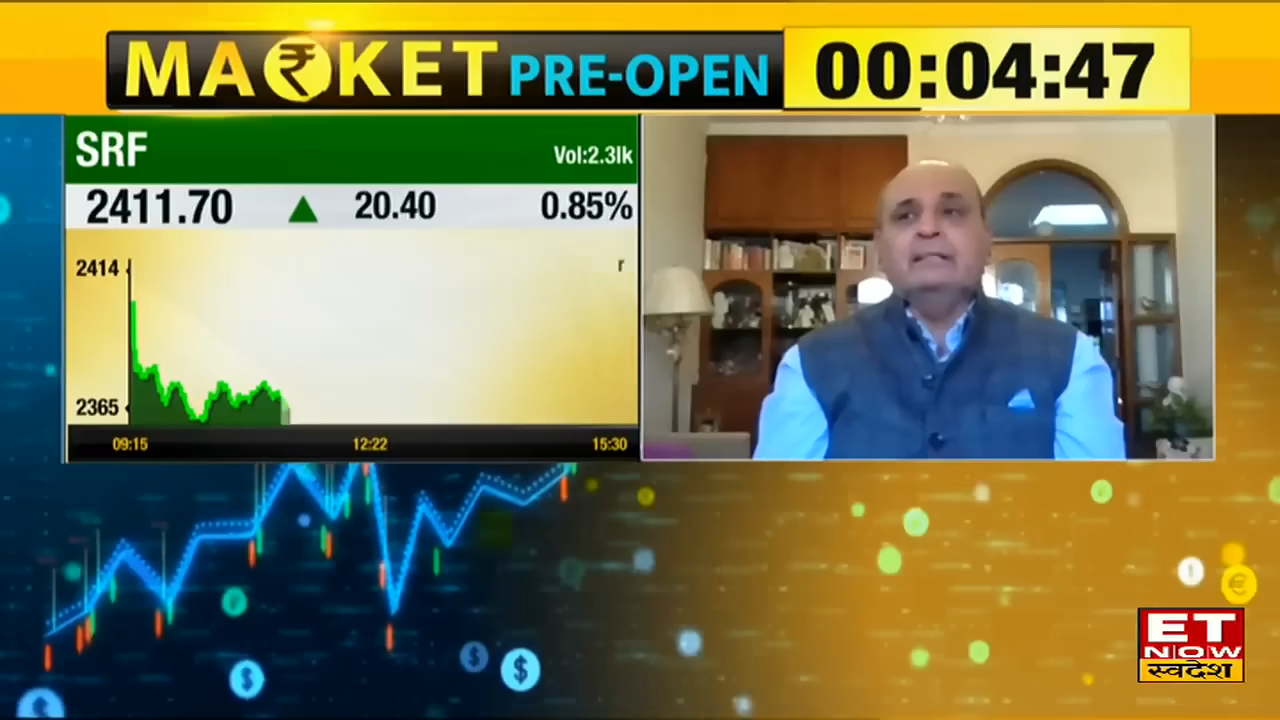 MA₹KET PRE-OPEN 00:04:47
SRF Vol:2.3lk
2411.70 ▲ 20.40 0.85%
2414
r
2365
09:15 12:22 15:30
ET
NOW
स्वदेश